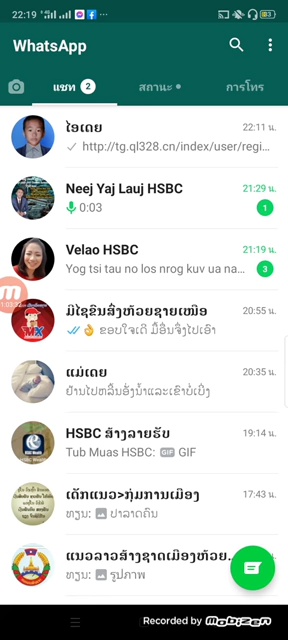 22:19
WhatsApp
ແຊທ 2 ສະຖານະ ການໂທຣ
ໄອເດຍ 22:11 ນ.
http://tg.ql328.cn/index/user/regi...
Neej Yaj Lauj HSBC 21:29 ນ.
0:03 1
Velao HSBC 21:19 ນ.
Yog tsi tau no los nrog kuv ua na... 3
ມີໄຊຂົນສົ່ງຫ້ວຍຊາຍເໜືອ 20:55 ນ.
👌 ຂອບໃຈເດີ ມື້ອື່ນຈຶ່ງໄປເອົາ
ແມ່ເດຍ 20:35 ນ.
ຢ້ານໄປຫລິ້ນອັ່ງນ້ຳແລະເຂົາບໍ່ເບິ່ງ
HSBC ສ້າງລາຍຮັບ 19:14 ນ.
Tub Muas HSBC: GIF GIF
ເດັກແນວ>ກຸ່ມການເມືອງ 17:43 ນ.
ທຽນ: ປາລາດຄົນ
ແນວລາວສ້າງຊາດເມືອງຫ້ວຍ...
ທຽນ: ຮູບພາບ
Recorded by MOBIZEN